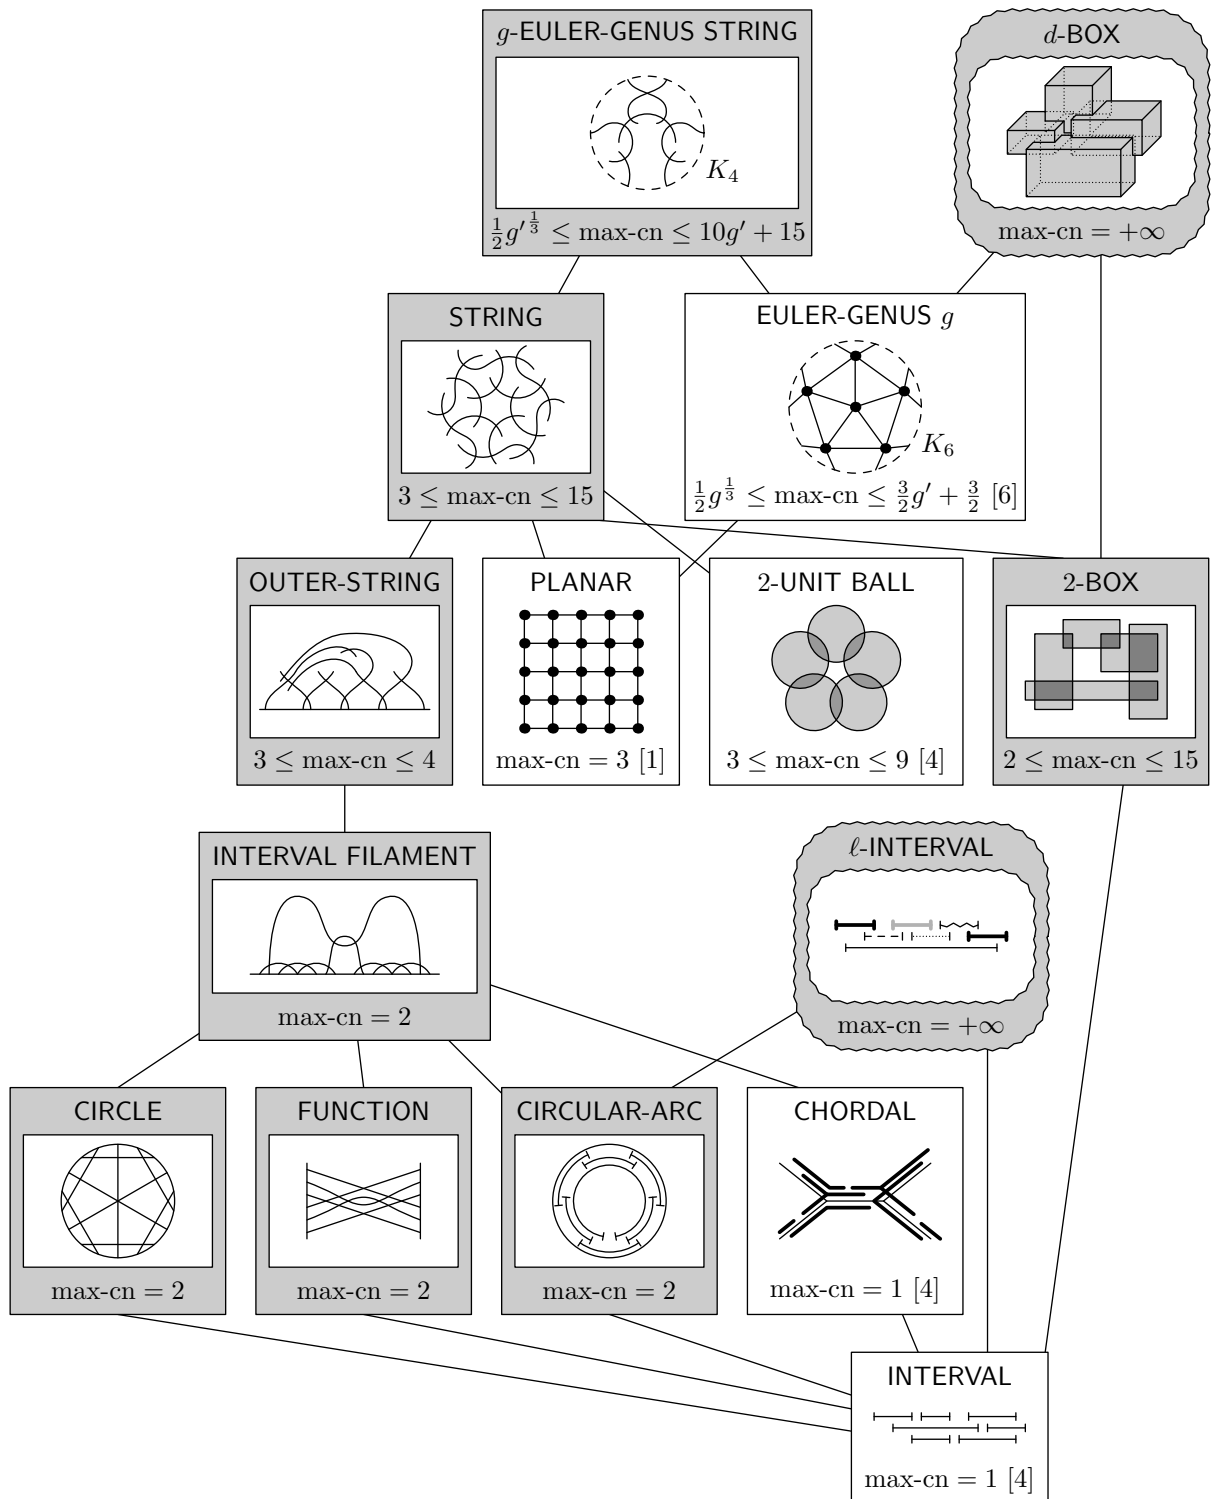 g-EULER-GENUS STRING
K₄
½g′^⅓ ≤ max-cn ≤ 10g′ + 15
d-BOX
max-cn = +∞
STRING
3 ≤ max-cn ≤ 15
EULER-GENUS g
K₆
½g^⅓ ≤ max-cn ≤ 3/2g′ + 3/2 [6]
OUTER-STRING
3 ≤ max-cn ≤ 4
PLANAR
max-cn = 3 [1]
2-UNIT BALL
3 ≤ max-cn ≤ 9 [4]
2-BOX
2 ≤ max-cn ≤ 15
INTERVAL FILAMENT
max-cn = 2
ℓ-INTERVAL
max-cn = +∞
CIRCLE
max-cn = 2
FUNCTION
max-cn = 2
CIRCULAR-ARC
max-cn = 2
CHORDAL
max-cn = 1 [4]
INTERVAL
max-cn = 1 [4]